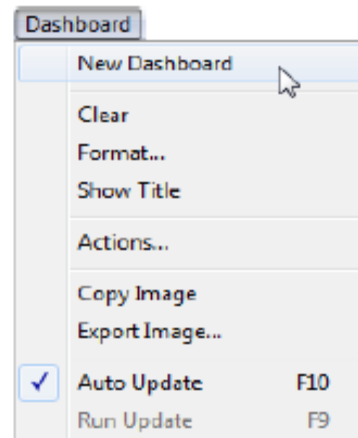 Dashboard
New Dashboard
Clear
Format...
Show Title
Actions...
Copy Image
Export Image...
Auto Update F10
Run Update F9